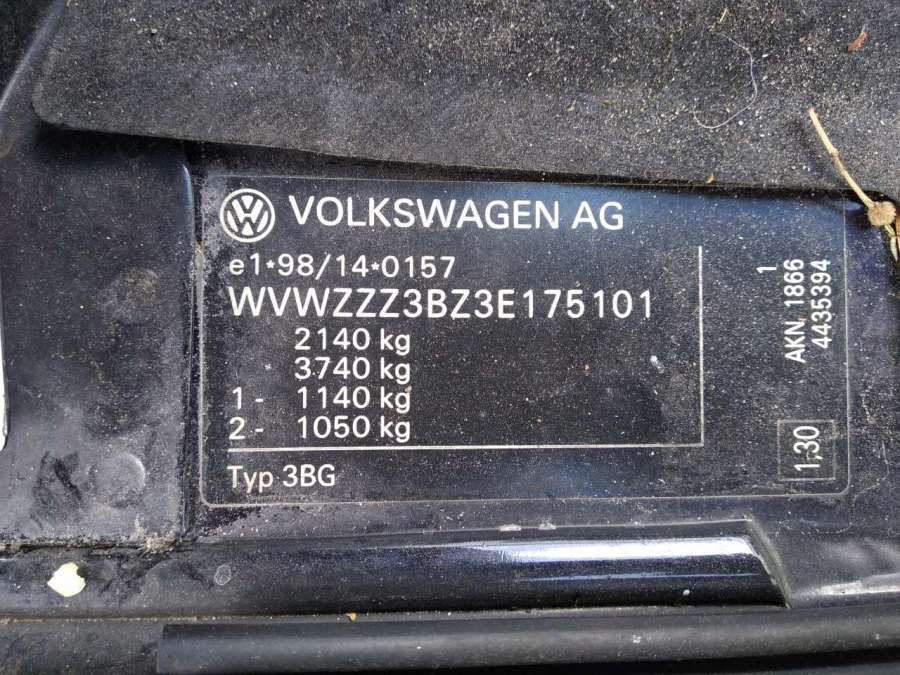 VOLKSWAGEN AG
e1*98/14*0157
WVWZZZ3BZ3E175101
2140 kg
3740 kg
1 - 1140 kg
2 - 1050 kg
Typ 3BG
1
AKN 1866
4435394
1.30